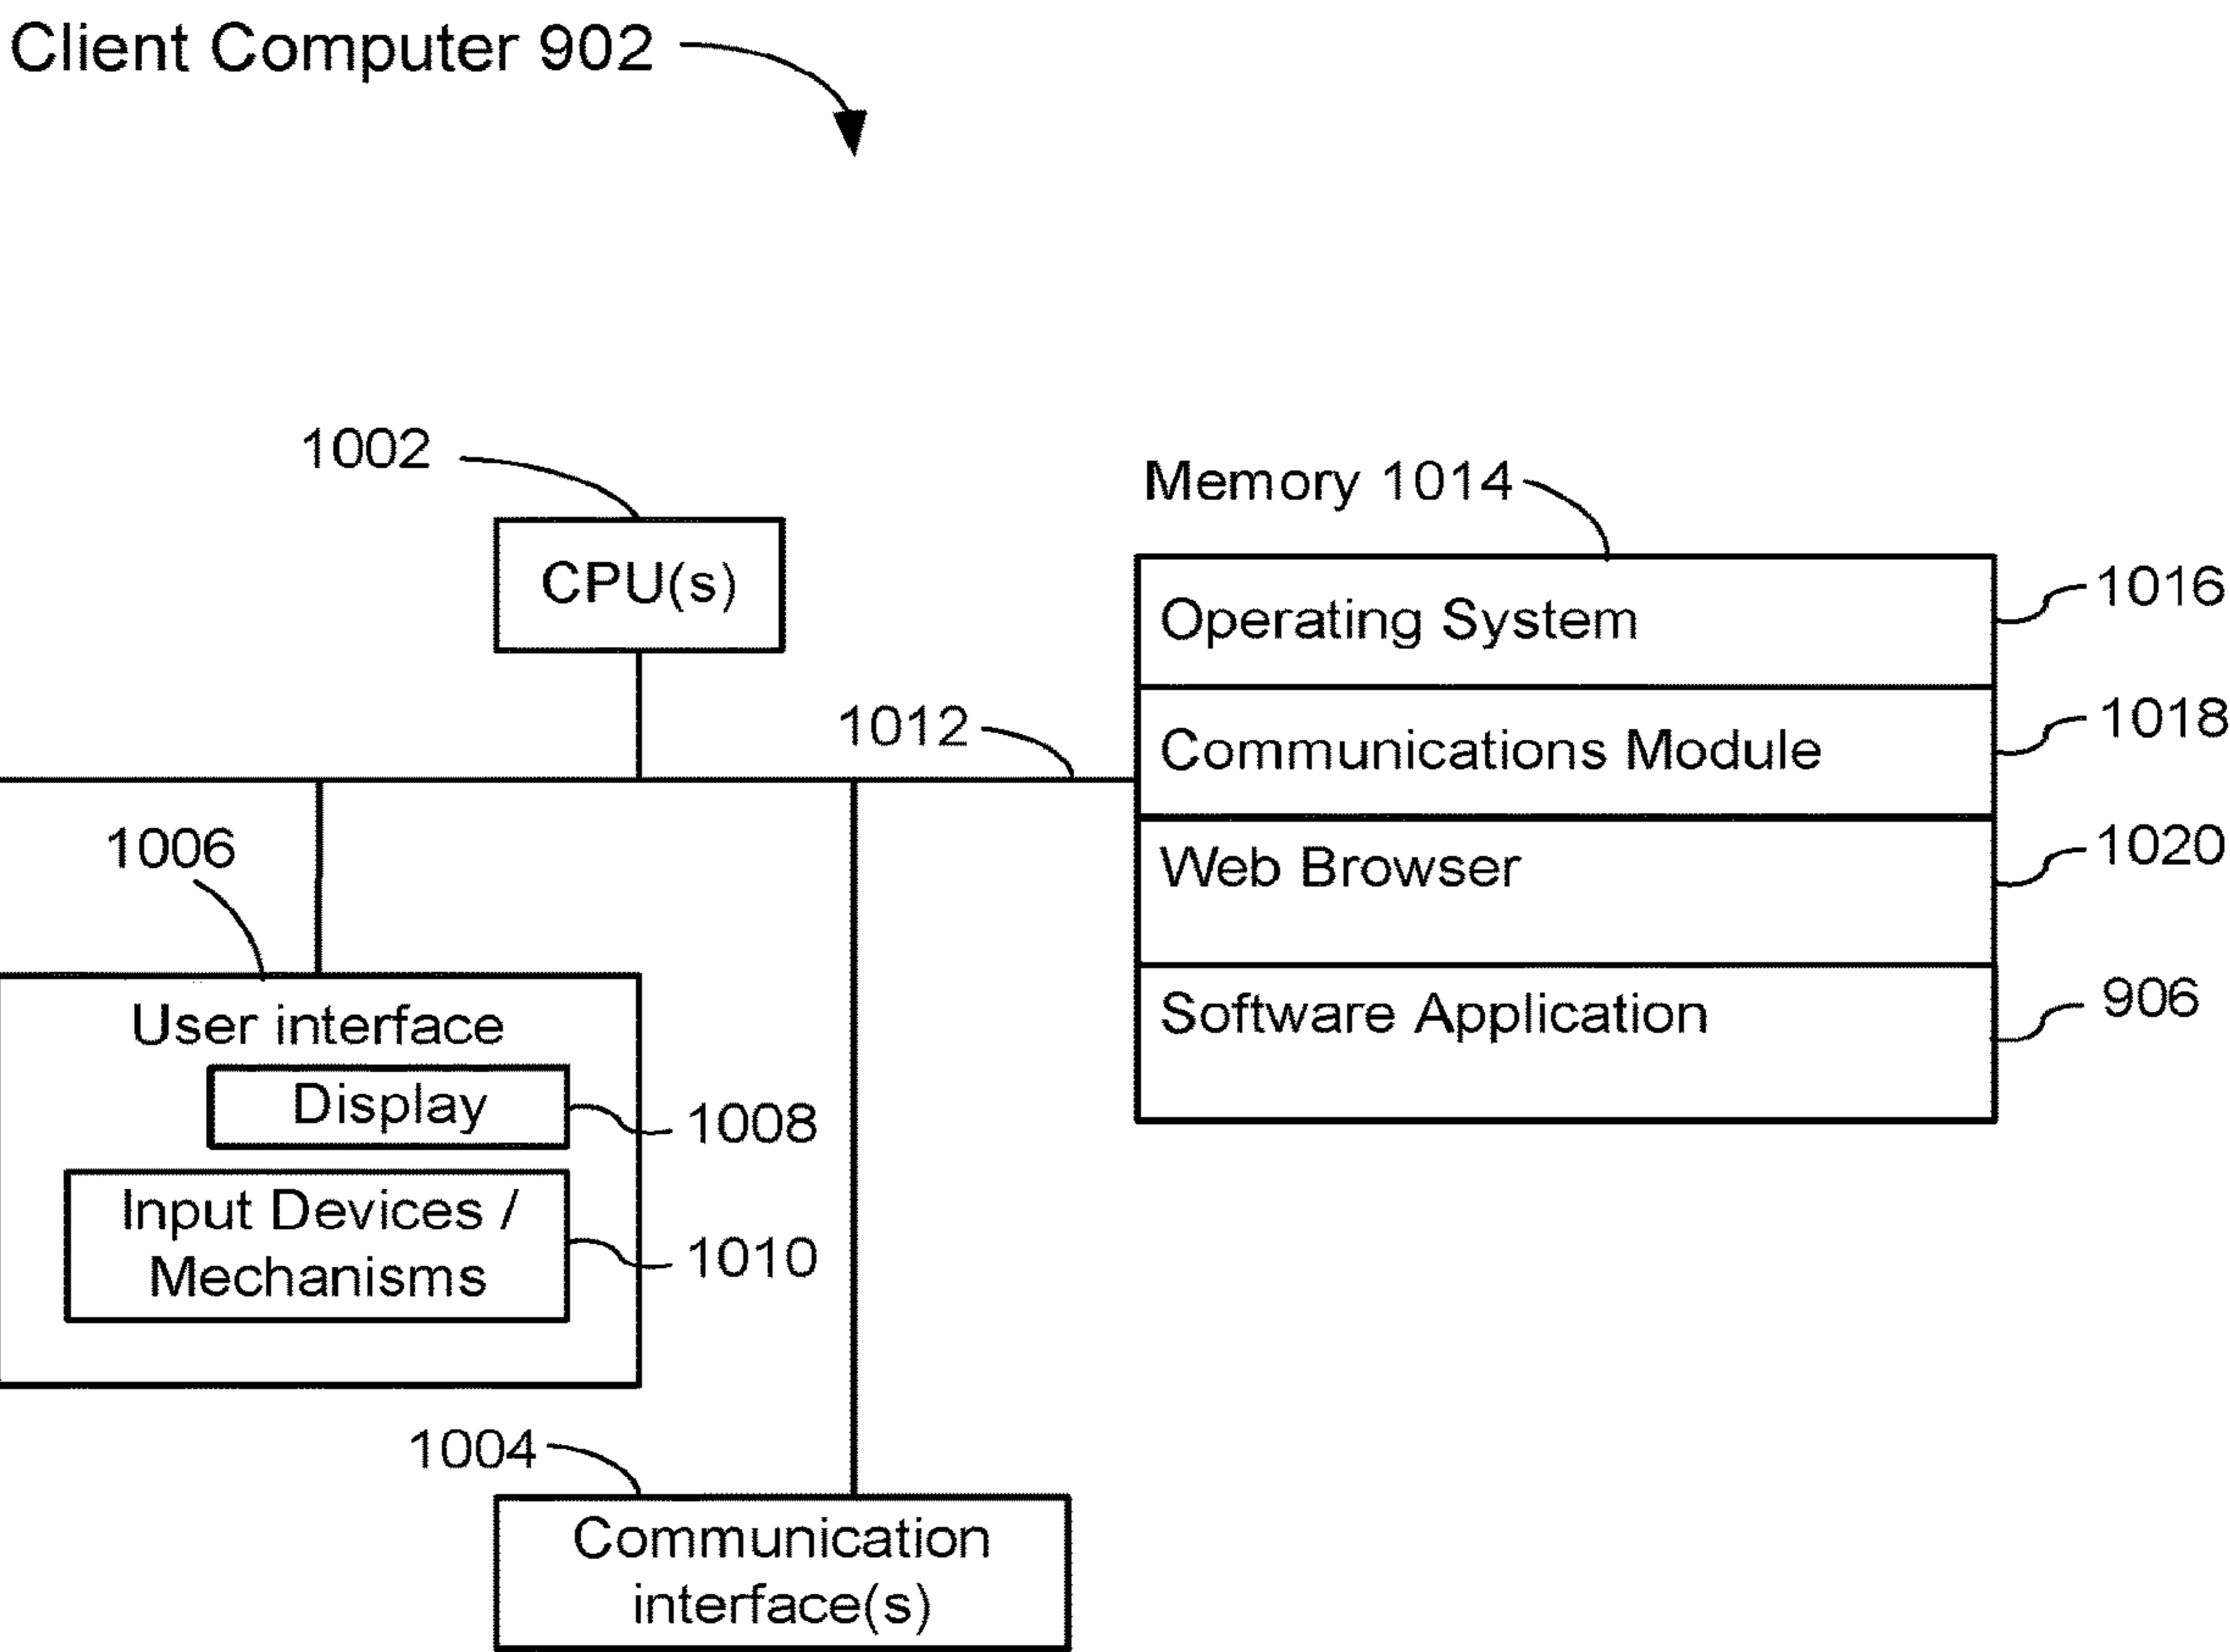 Client Computer 902
1002
CPU(s)
Memory 1014
Operating System
1016
Communications Module
1018
Web Browser
1020
Software Application
906
1012
1006
User interface
Display
1008
Input Devices /
Mechanisms
1010
1004
Communication
interface(s)